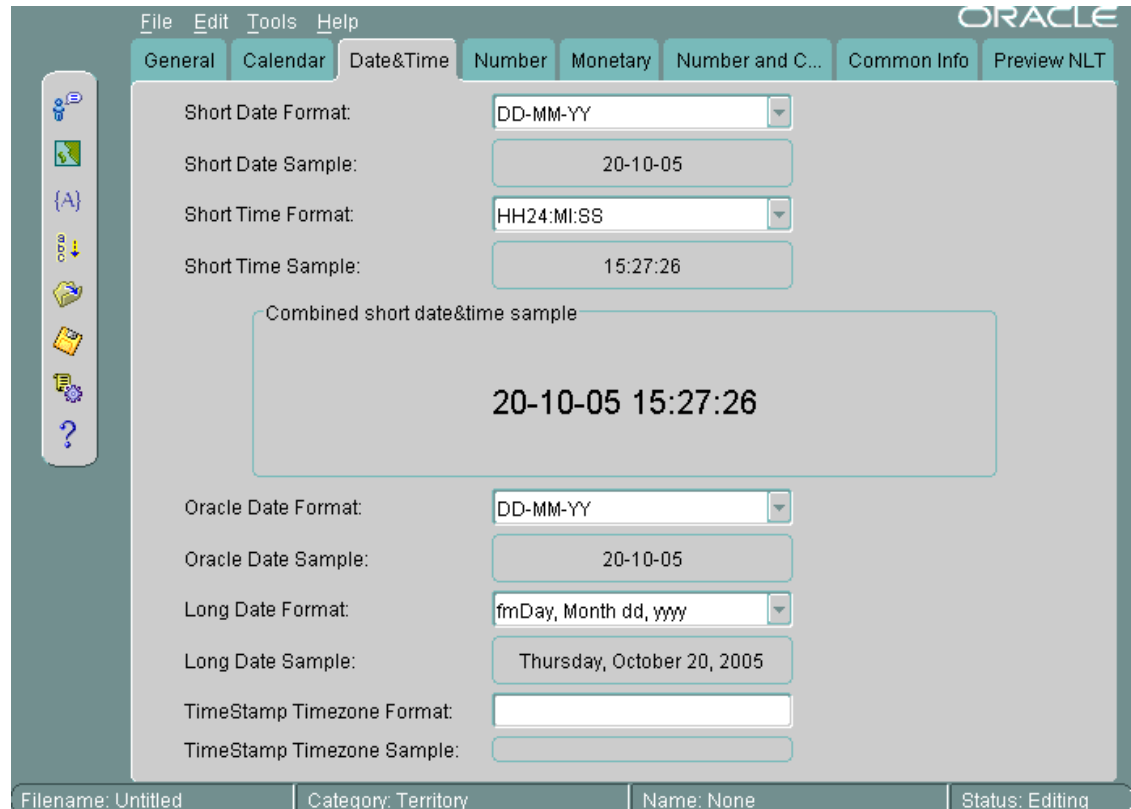 ORACLE
File Edit Tools Help
General Calendar Date&Time Number Monetary Number and C... Common Info Preview NLT
Short Date Format: DD-MM-YY
Short Date Sample: 20-10-05
{A}
Short Time Format: HH24:MI:SS
a
b
c
Short Time Sample: 15:27:26
Combined short date&time sample
20-10-05 15:27:26
?
Oracle Date Format: DD-MM-YY
Oracle Date Sample: 20-10-05
Long Date Format: fmDay, Month dd, yyyy
Long Date Sample: Thursday, October 20, 2005
TimeStamp Timezone Format:
TimeStamp Timezone Sample:
Filename: Untitled Category: Territory Name: None Status: Editing